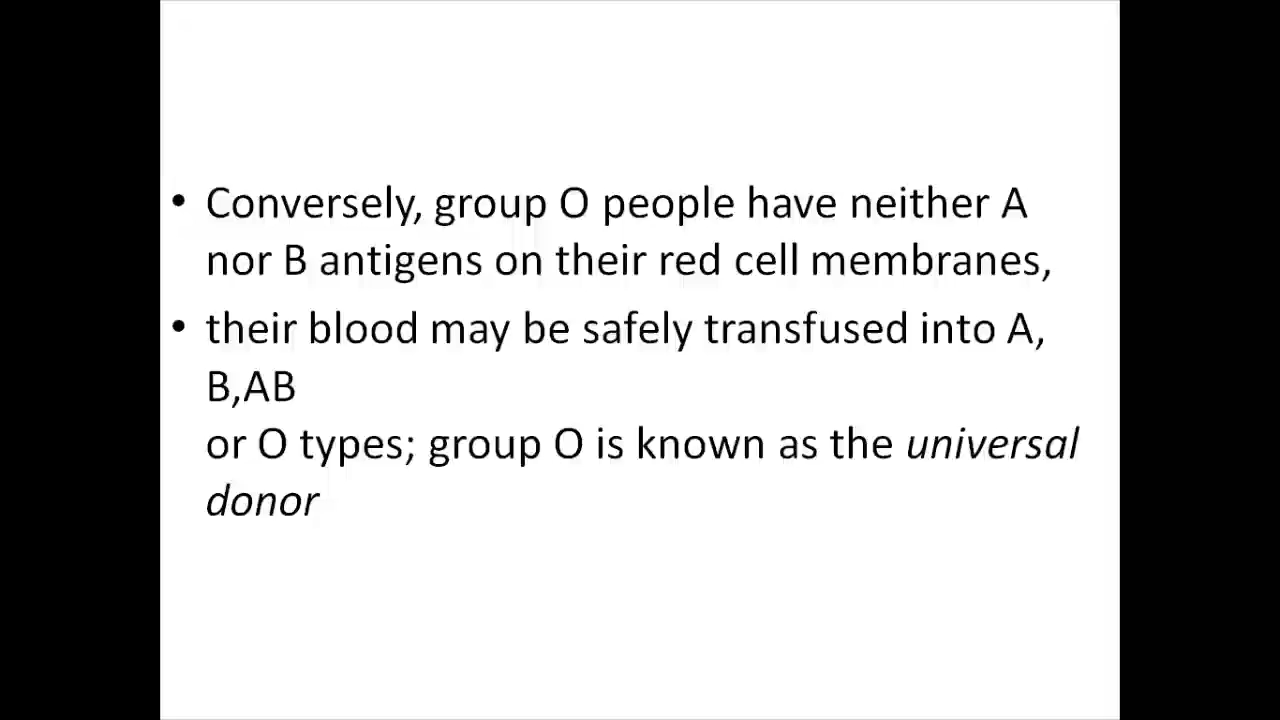 • Conversely, group O people have neither A
nor B antigens on their red cell membranes,
• their blood may be safely transfused into A,
B,AB
or O types; group O is known as the universal
donor